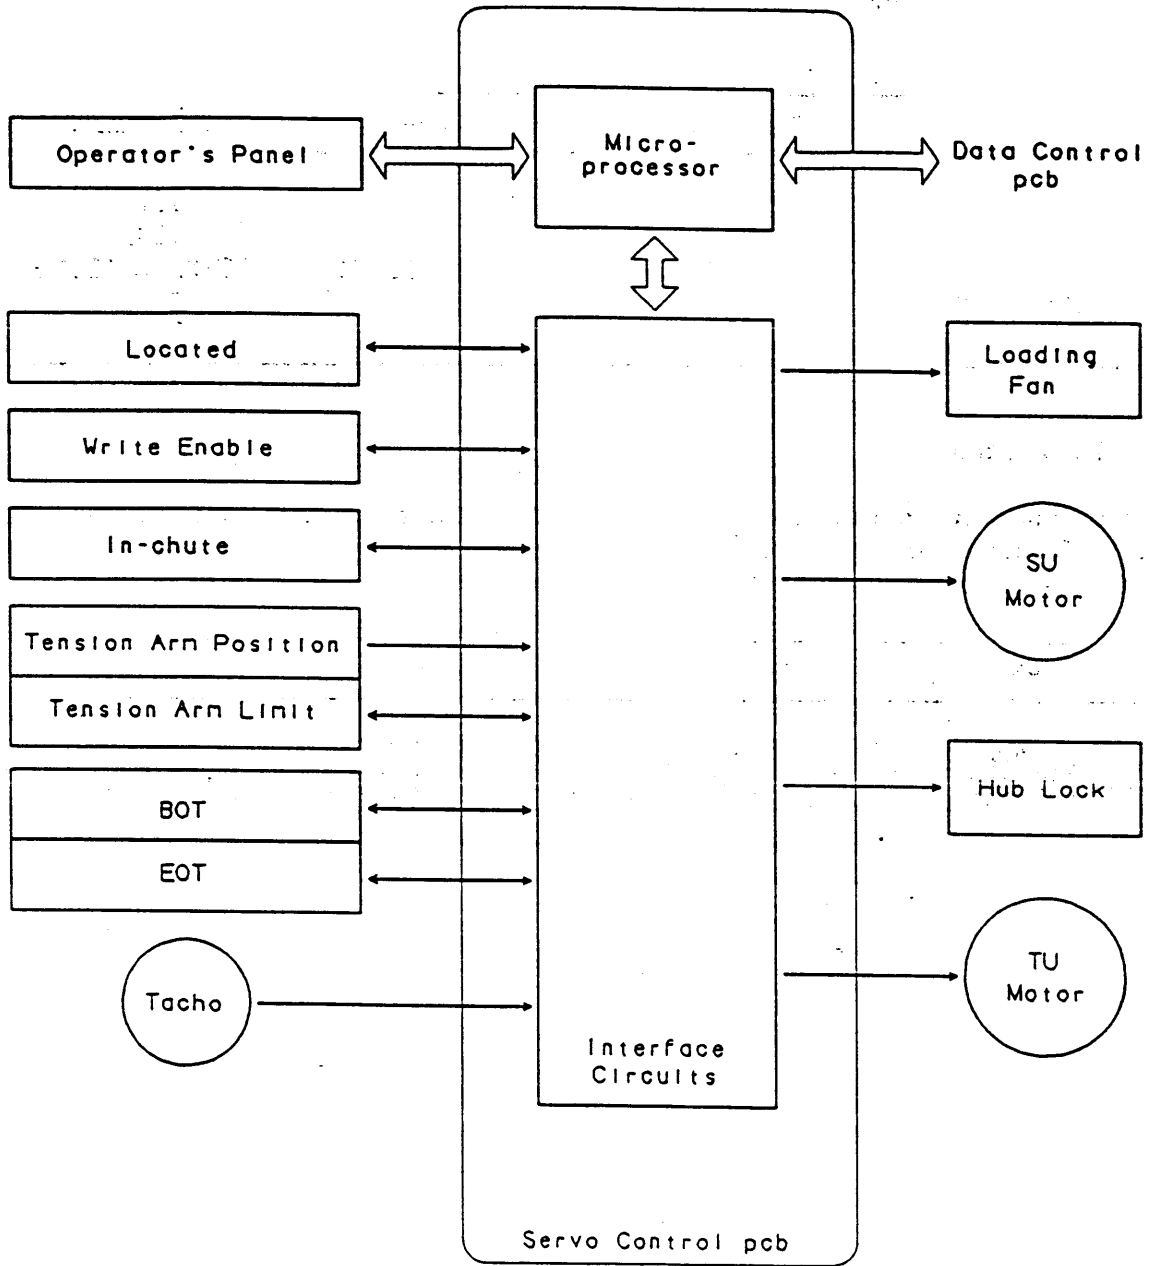 Operator's Panel
Micro-
processor
Data Control
pcb
Located
Write Enable
In-chute
Tension Arm Position
Tension Arm Limit
BOT
EOT
Tacho
Interface
Circuits
Loading
Fan
SU
Motor
Hub Lock
TU
Motor
Servo Control pcb